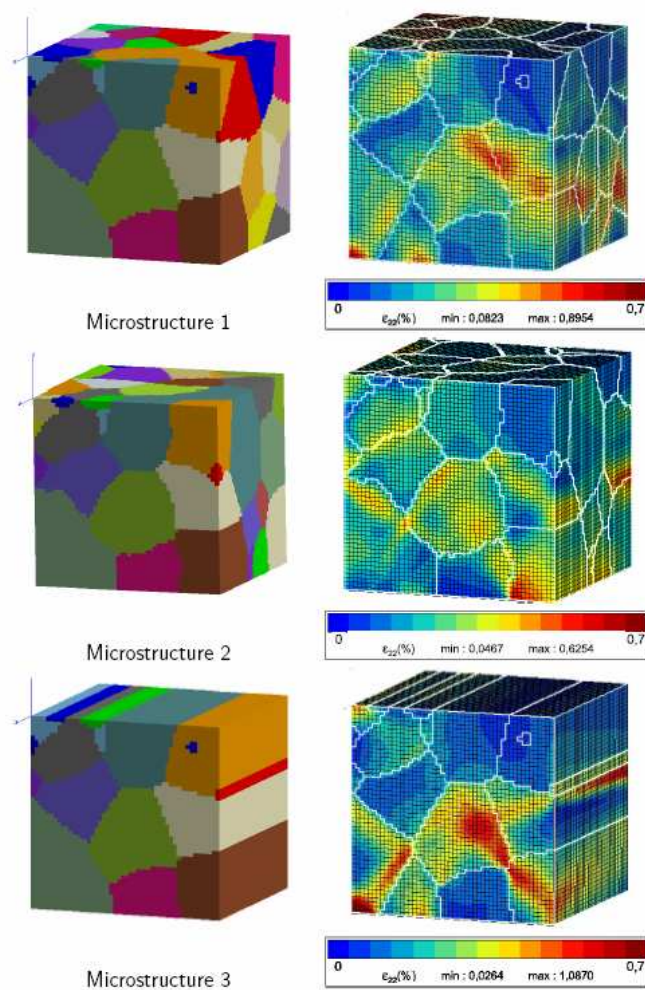 Microstructure 1
0 0,7
ε₂₂(%) min : 0,0823 max : 0,8954
Microstructure 2
0 0,7
ε₂₂(%) min : 0,0467 max : 0,6254
Microstructure 3
0 0,7
ε₂₂(%) min : 0,0264 max : 1,0870